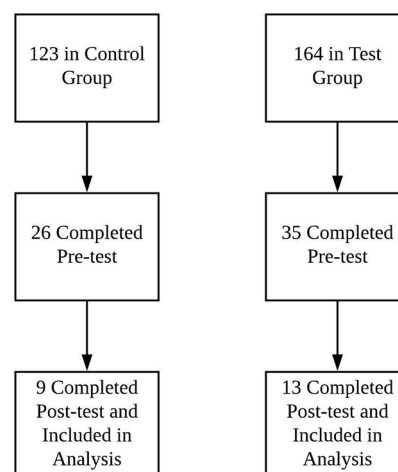 123 in Control
Group
164 in Test
Group
26 Completed
Pre-test
35 Completed
Pre-test
9 Completed
Post-test and
Included in
Analysis
13 Completed
Post-test and
Included in
Analysis